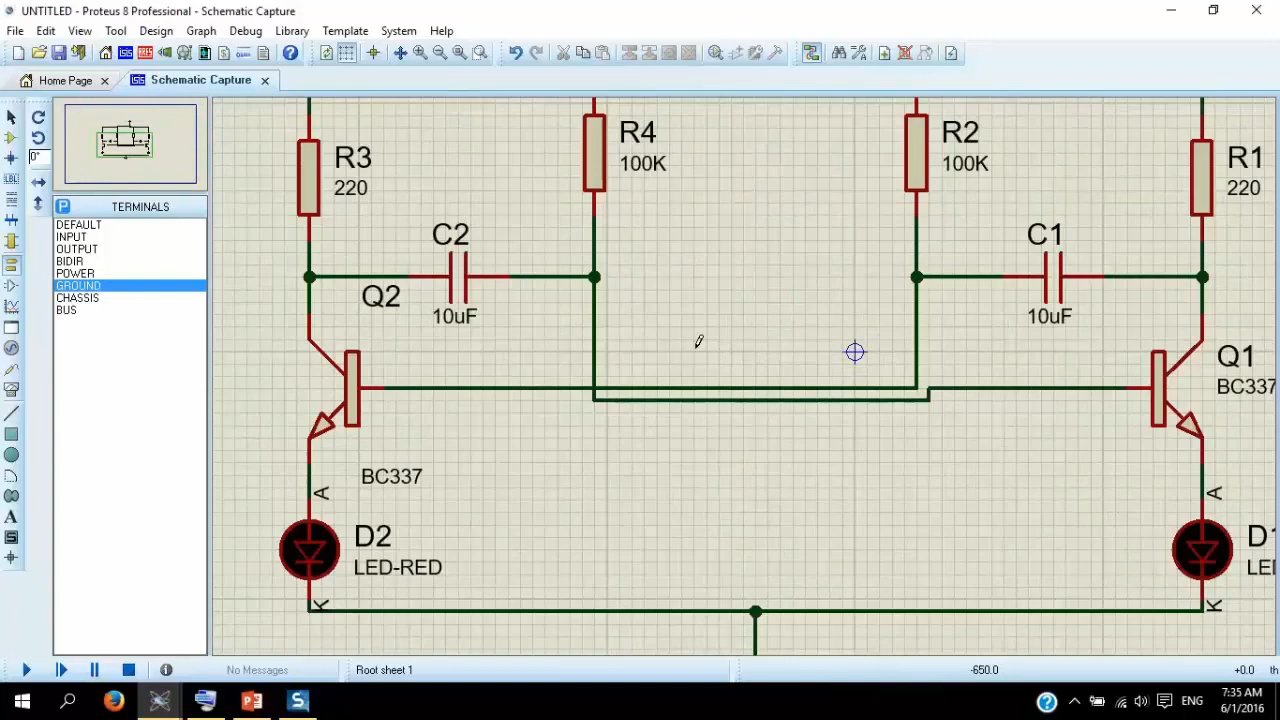 UNTITLED - Proteus 8 Professional - Schematic Capture
File Edit View Tool Design Graph Debug Library Template System Help
Home Page
Schematic Capture
0°
TERMINALS
DEFAULT
INPUT
OUTPUT
BIDIR
POWER
GROUND
CHASSIS
BUS
R3
220
R4
100K
R2
100K
R1
220
C2
10uF
C1
10uF
Q2
BC337
Q1
BC337
A
D2
LED-RED
K
A
K
No Messages
Root sheet 1
-650.0
+0.0
th
ENG
7:35 AM
6/1/2016